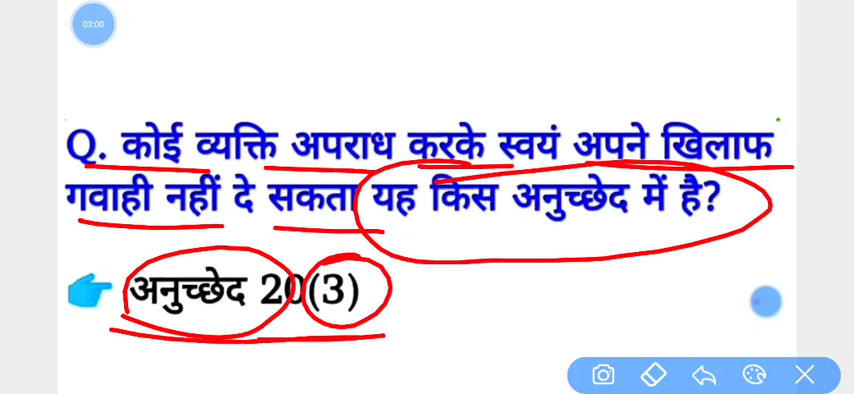 03:00
Q. कोई व्यक्ति अपराध करके स्वयं अपने खिलाफ
गवाही नहीं दे सकता यह किस अनुच्छेद में है?
अनुच्छेद 20(3)